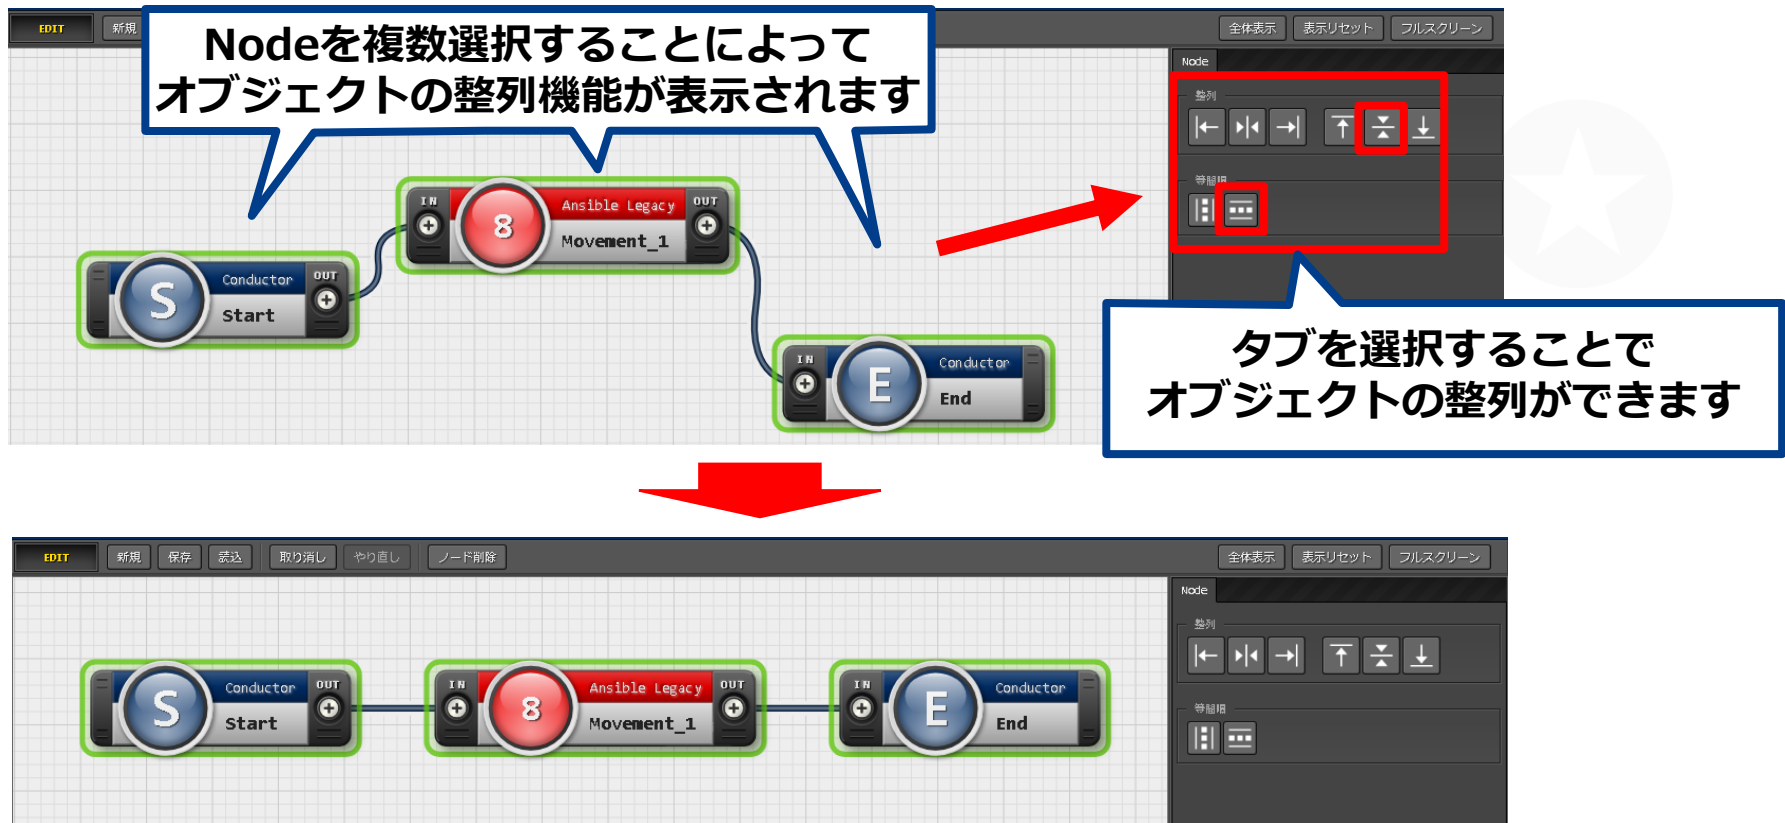 EDIT
新規
全体表示
表示リセット
フルスクリーン
Nodeを複数選択することによって
オブジェクトの整列機能が表示されます
Node
整列
等間隔
IN
8
Ansible Legacy
Movement_1
OUT
S
Conductor
Start
OUT
IN
E
Conductor
End
タブを選択することで
オブジェクトの整列ができます
EDIT
新規
保存
読込
取り消し
やり直し
ノード削除
全体表示
表示リセット
フルスクリーン
Node
整列
等間隔
S
Conductor
Start
OUT
IN
8
Ansible Legacy
Movement_1
OUT
IN
E
Conductor
End